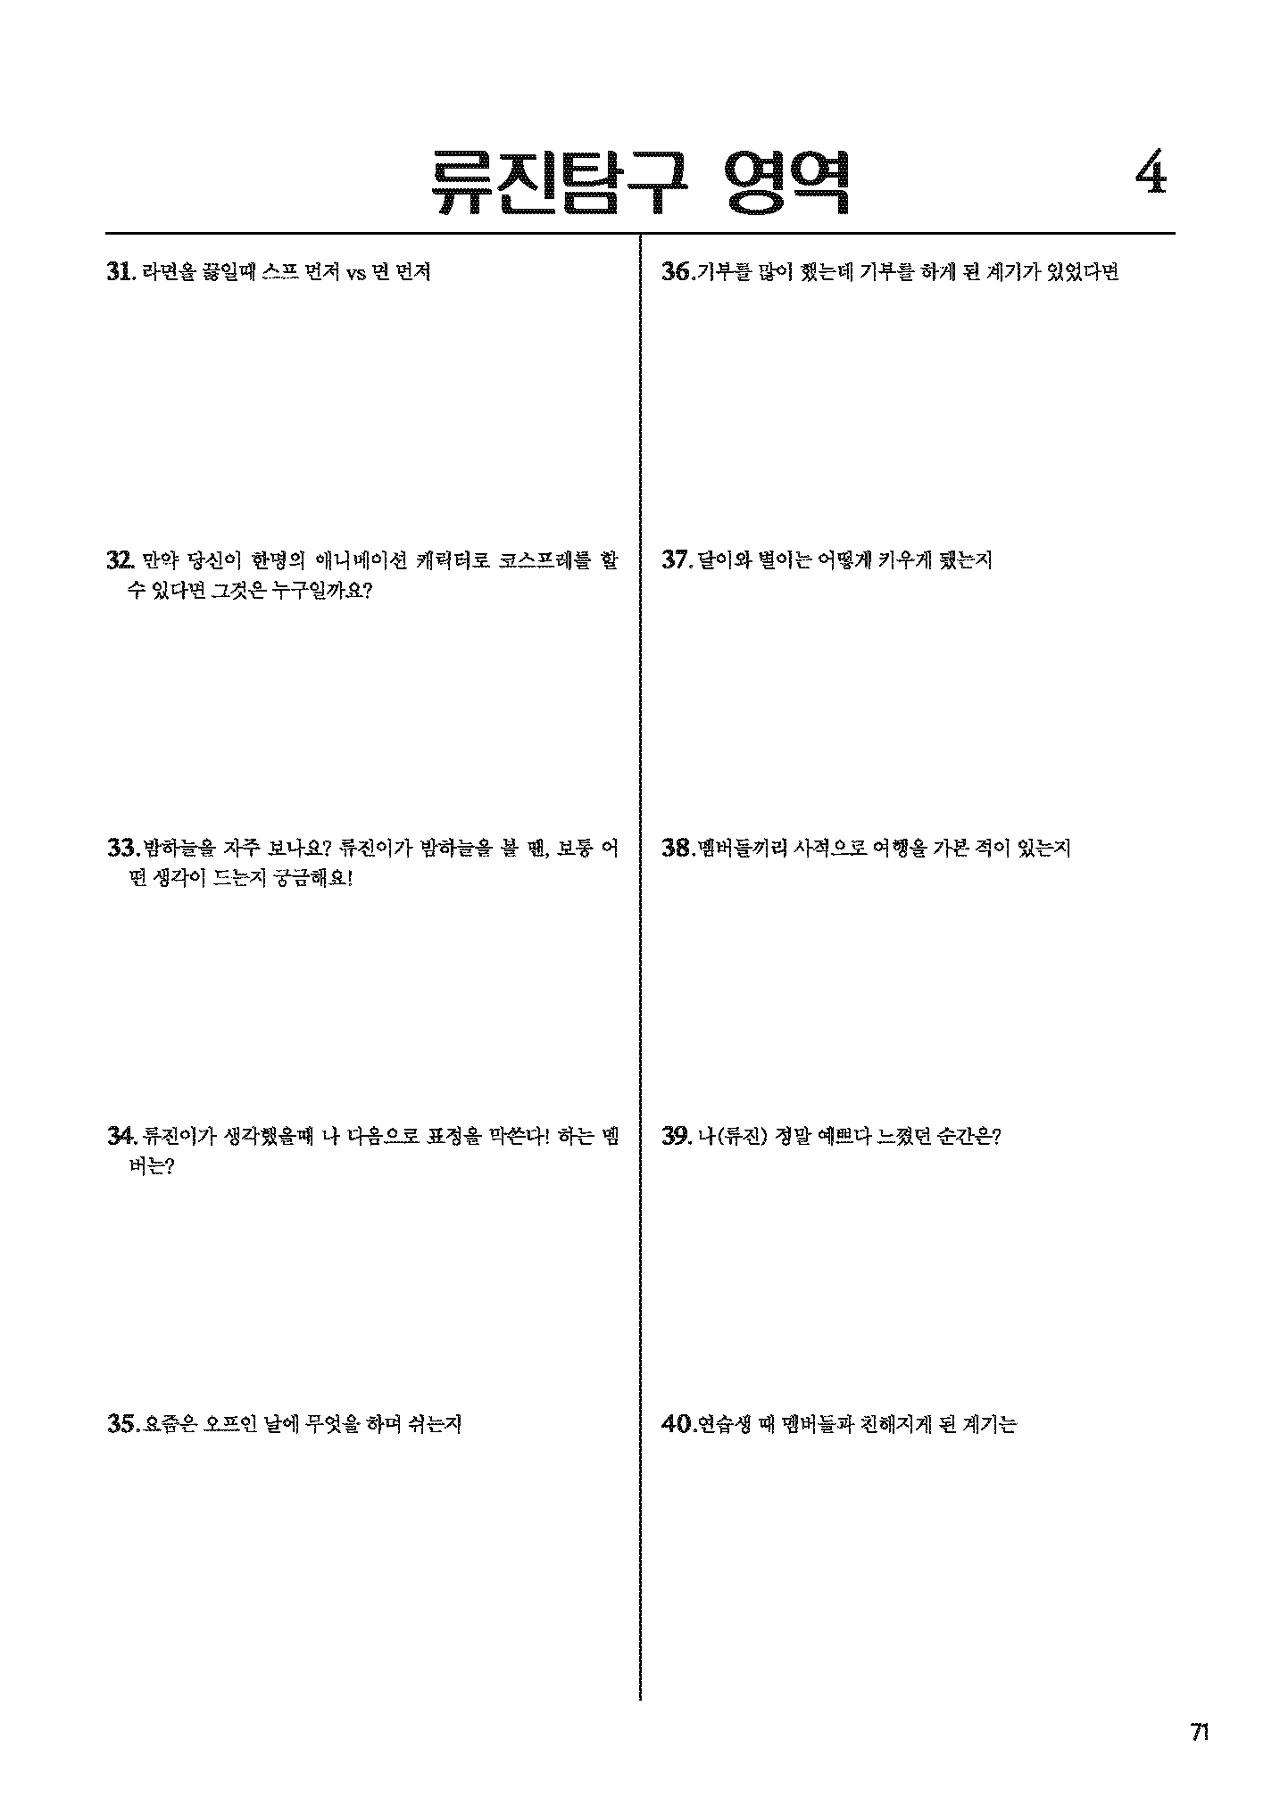 류진탐구 영역
4
31. 라면을 끓일때 스프 먼저 vs 면 먼저
32. 만약 당신이 한명의 애니메이션 캐릭터로 코스프레를 할
수 있다면 그것은 누구일까요?
33. 밤하늘을 자주 보나요? 류진이가 밤하늘을 볼 땐, 보통 어
떤 생각이 드는지 궁금해요!
34. 류진이가 생각했을때 나 다음으로 표정을 막쓴다! 하는 멤
버는?
35. 요즘은 오프인 날에 무엇을 하며 쉬는지
36.기부를 많이 했는데 기부를 하게 된 계기가 있었다면
37. 달이와 별이는 어떻게 키우게 됐는지
38.멤버들끼리 사적으로 여행을 가본 적이 있는지
39. 나(류진) 정말 예쁘다 느꼈던 순간은?
40.연습생 때 멤버들과 친해지게 된 계기는
71